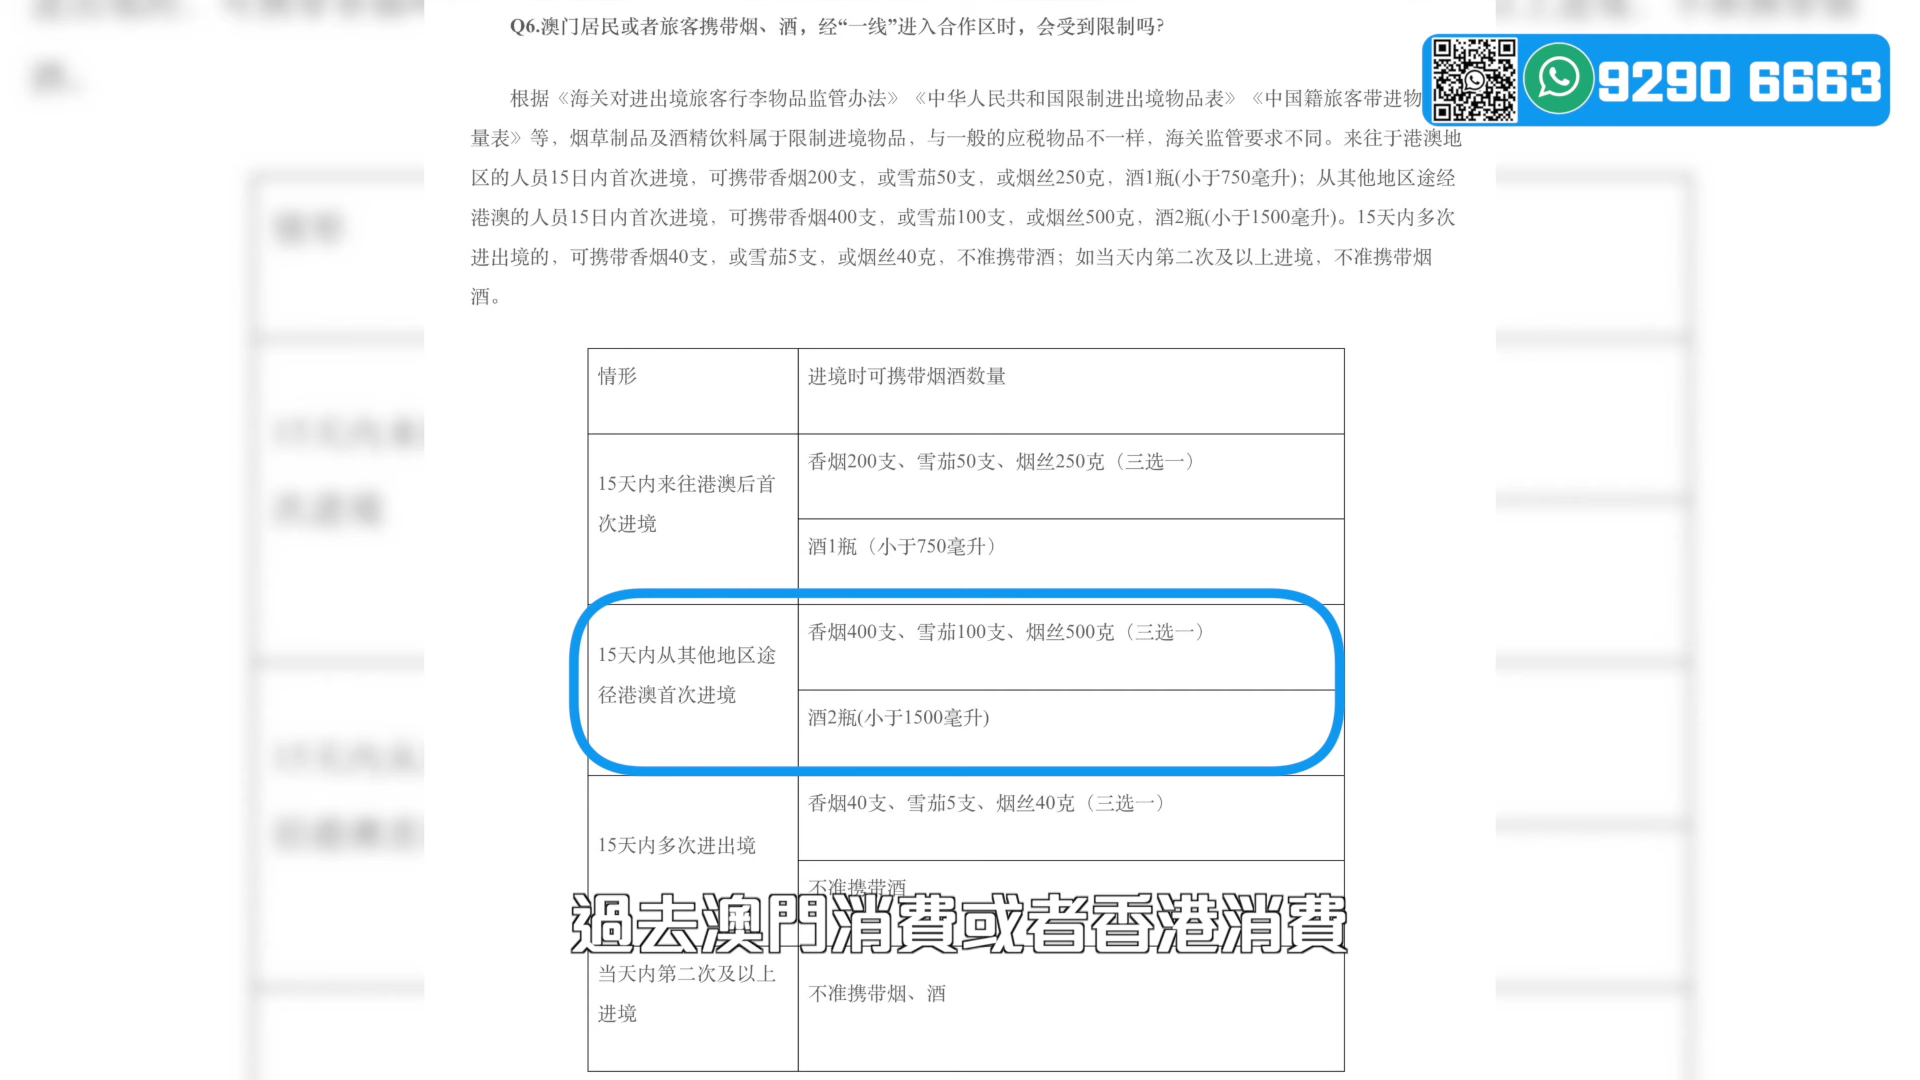 Q6.澳门居民或者旅客携带烟、酒，经“一线”进入合作区时，会受到限制吗?
9290 6663
根据《海关对进出境旅客行李物品监管办法》《中华人民共和国限制进出境物品表》《中国籍旅客带进物
量表》等，烟草制品及酒精饮料属于限制进境物品，与一般的应税物品不一样，海关监管要求不同。来往于港澳地
区的人员15日内首次进境，可携带香烟200支，或雪茄50支，或烟丝250克，酒1瓶(小于750毫升)；从其他地区途经
港澳的人员15日内首次进境，可携带香烟400支，或雪茄100支，或烟丝500克，酒2瓶(小于1500毫升)。15天内多次
进出境的，可携带香烟40支，或雪茄5支，或烟丝40克，不准携带酒；如当天内第二次及以上进境，不准携带烟
酒。
情形
进境时可携带烟酒数量
15天内来往港澳后首
次进境
香烟200支、雪茄50支、烟丝250克（三选一）
酒1瓶（小于750毫升）
15天内从其他地区途
径港澳首次进境
香烟400支、雪茄100支、烟丝500克（三选一）
酒2瓶(小于1500毫升)
15天内多次进出境
香烟40支、雪茄5支、烟丝40克（三选一）
不准携带酒
過去澳門消費或者香港消費
当天内第二次及以上
进境
不准携带烟、酒